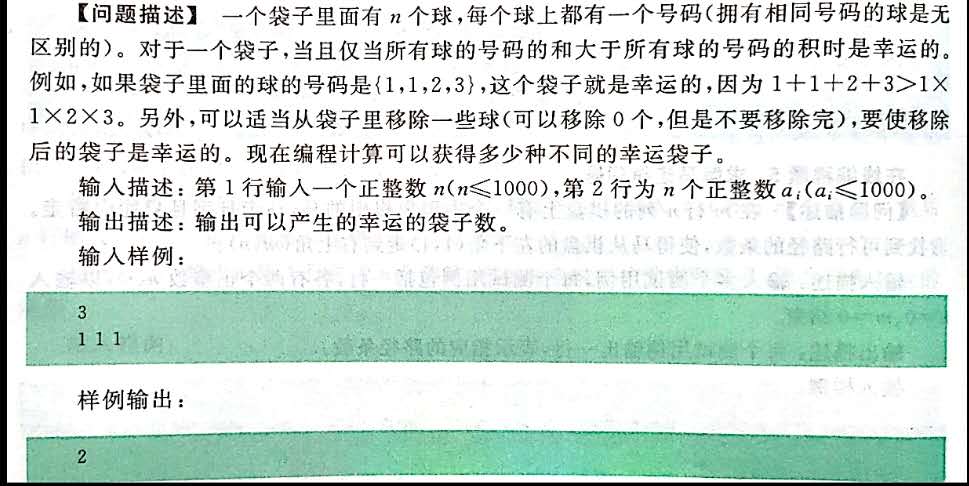 【问题描述】 一个袋子里面有 n 个球,每个球上都有一个号码(拥有相同号码的球是无
区别的)。对于一个袋子,当且仅当所有球的号码的和大于所有球的号码的积时是幸运的。
例如,如果袋子里面的球的号码是{1,1,2,3},这个袋子就是幸运的,因为 1+1+2+3>1×
1×2×3。另外,可以适当从袋子里移除一些球(可以移除 0 个,但是不要移除完),要使移除
后的袋子是幸运的。现在编程计算可以获得多少种不同的幸运袋子。
输入描述:第 1 行输入一个正整数 n(n≤1000),第 2 行为 n 个正整数 aᵢ(aᵢ≤1000)。
输出描述:输出可以产生的幸运的袋子数。
输入样例:
3
1 1 1
样例输出:
2